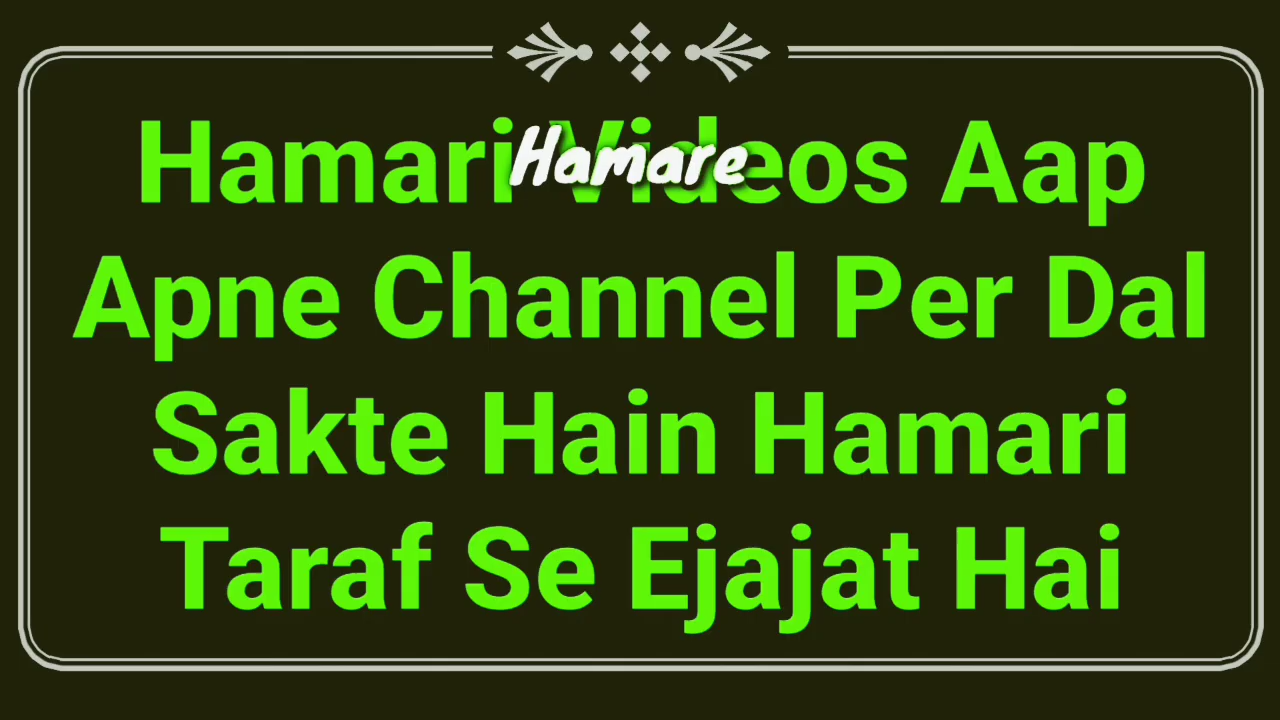 Hamari Videos Aap
Hamare
Apne Channel Per Dal
Sakte Hain Hamari
Taraf Se Ejajat Hai